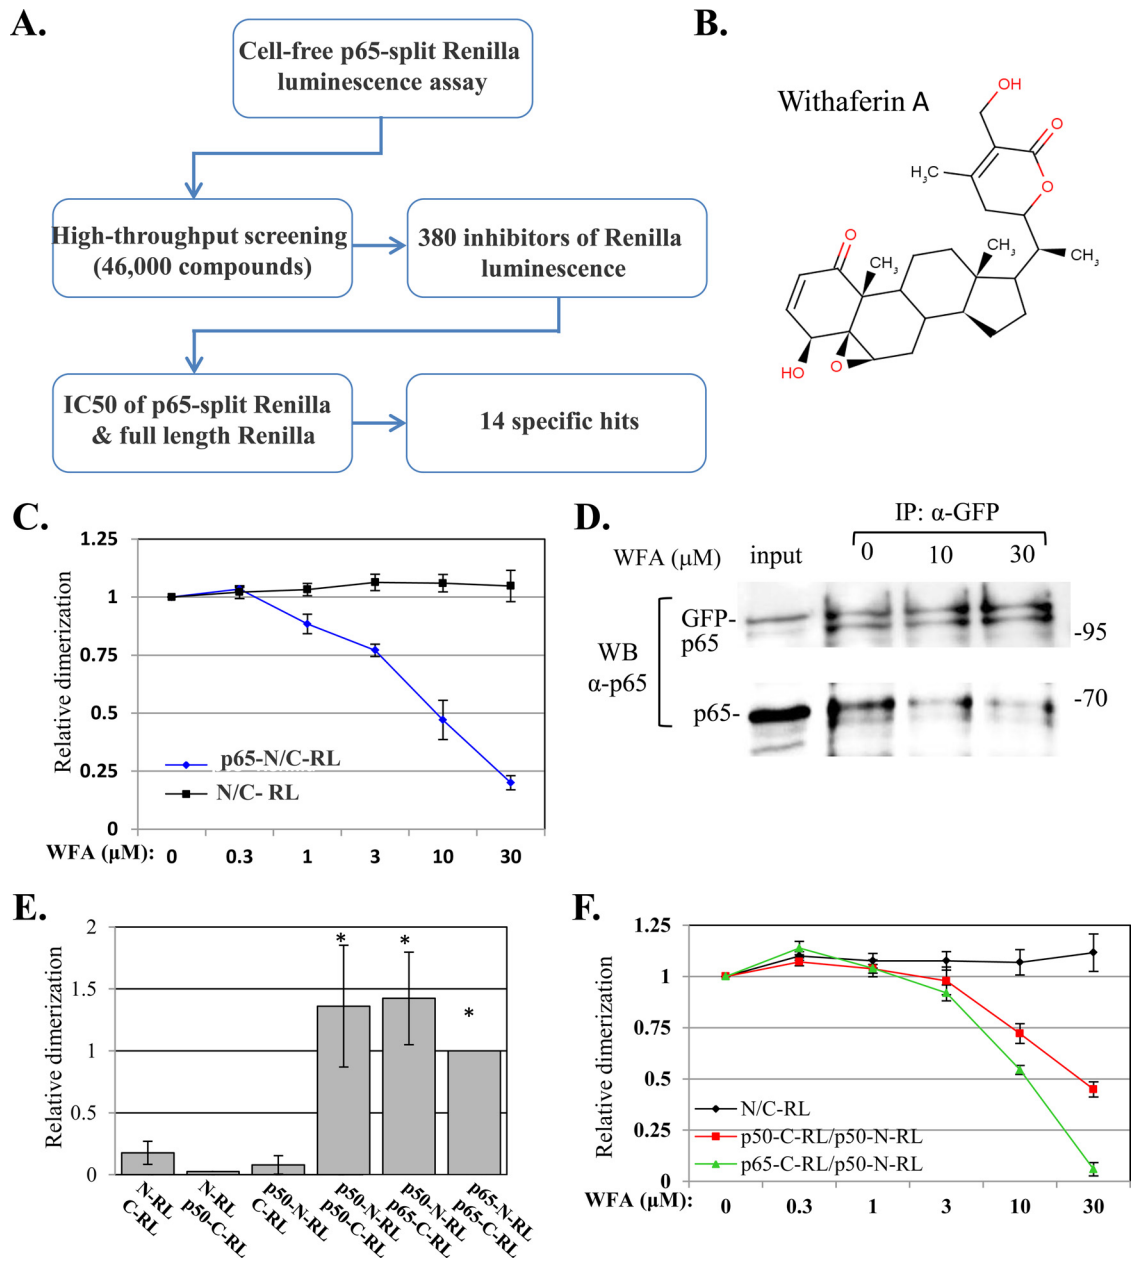 A.
Cell-free p65-split Renilla
luminescence assay
High-throughput screening
(46,000 compounds)
380 inhibitors of Renilla
luminescence
IC50 of p65-split Renilla
& full length Renilla
14 specific hits
B.
Withaferin A
OH
O
H3C
O
O
CH3
CH3
CH3
HO
O
C.
Relative dimerization
1.25
1
0.75
0.5
0.25
0
p65-N/C-RL
N/C- RL
WFA (μM): 0 0.3 1 3 10 30
D.
IP: α-GFP
WFA (μM) input 0 10 30
WB
α-p65
GFP-
p65
p65-
-95
-70
E.
Relative dimerization
2
1.5
1
0.5
0
* * *
N-RL
C-RL
N-RL
p50-C-RL
p50-N-RL
C-RL
p50-N-RL
p50-C-RL
p50-N-RL
p65-C-RL
p65-N-RL
p65-C-RL
F.
Relative dimerization
1.25
1
0.75
0.5
0.25
0
N/C-RL
p50-C-RL/p50-N-RL
p65-C-RL/p50-N-RL
WFA (μM): 0 0.3 1 3 10 30